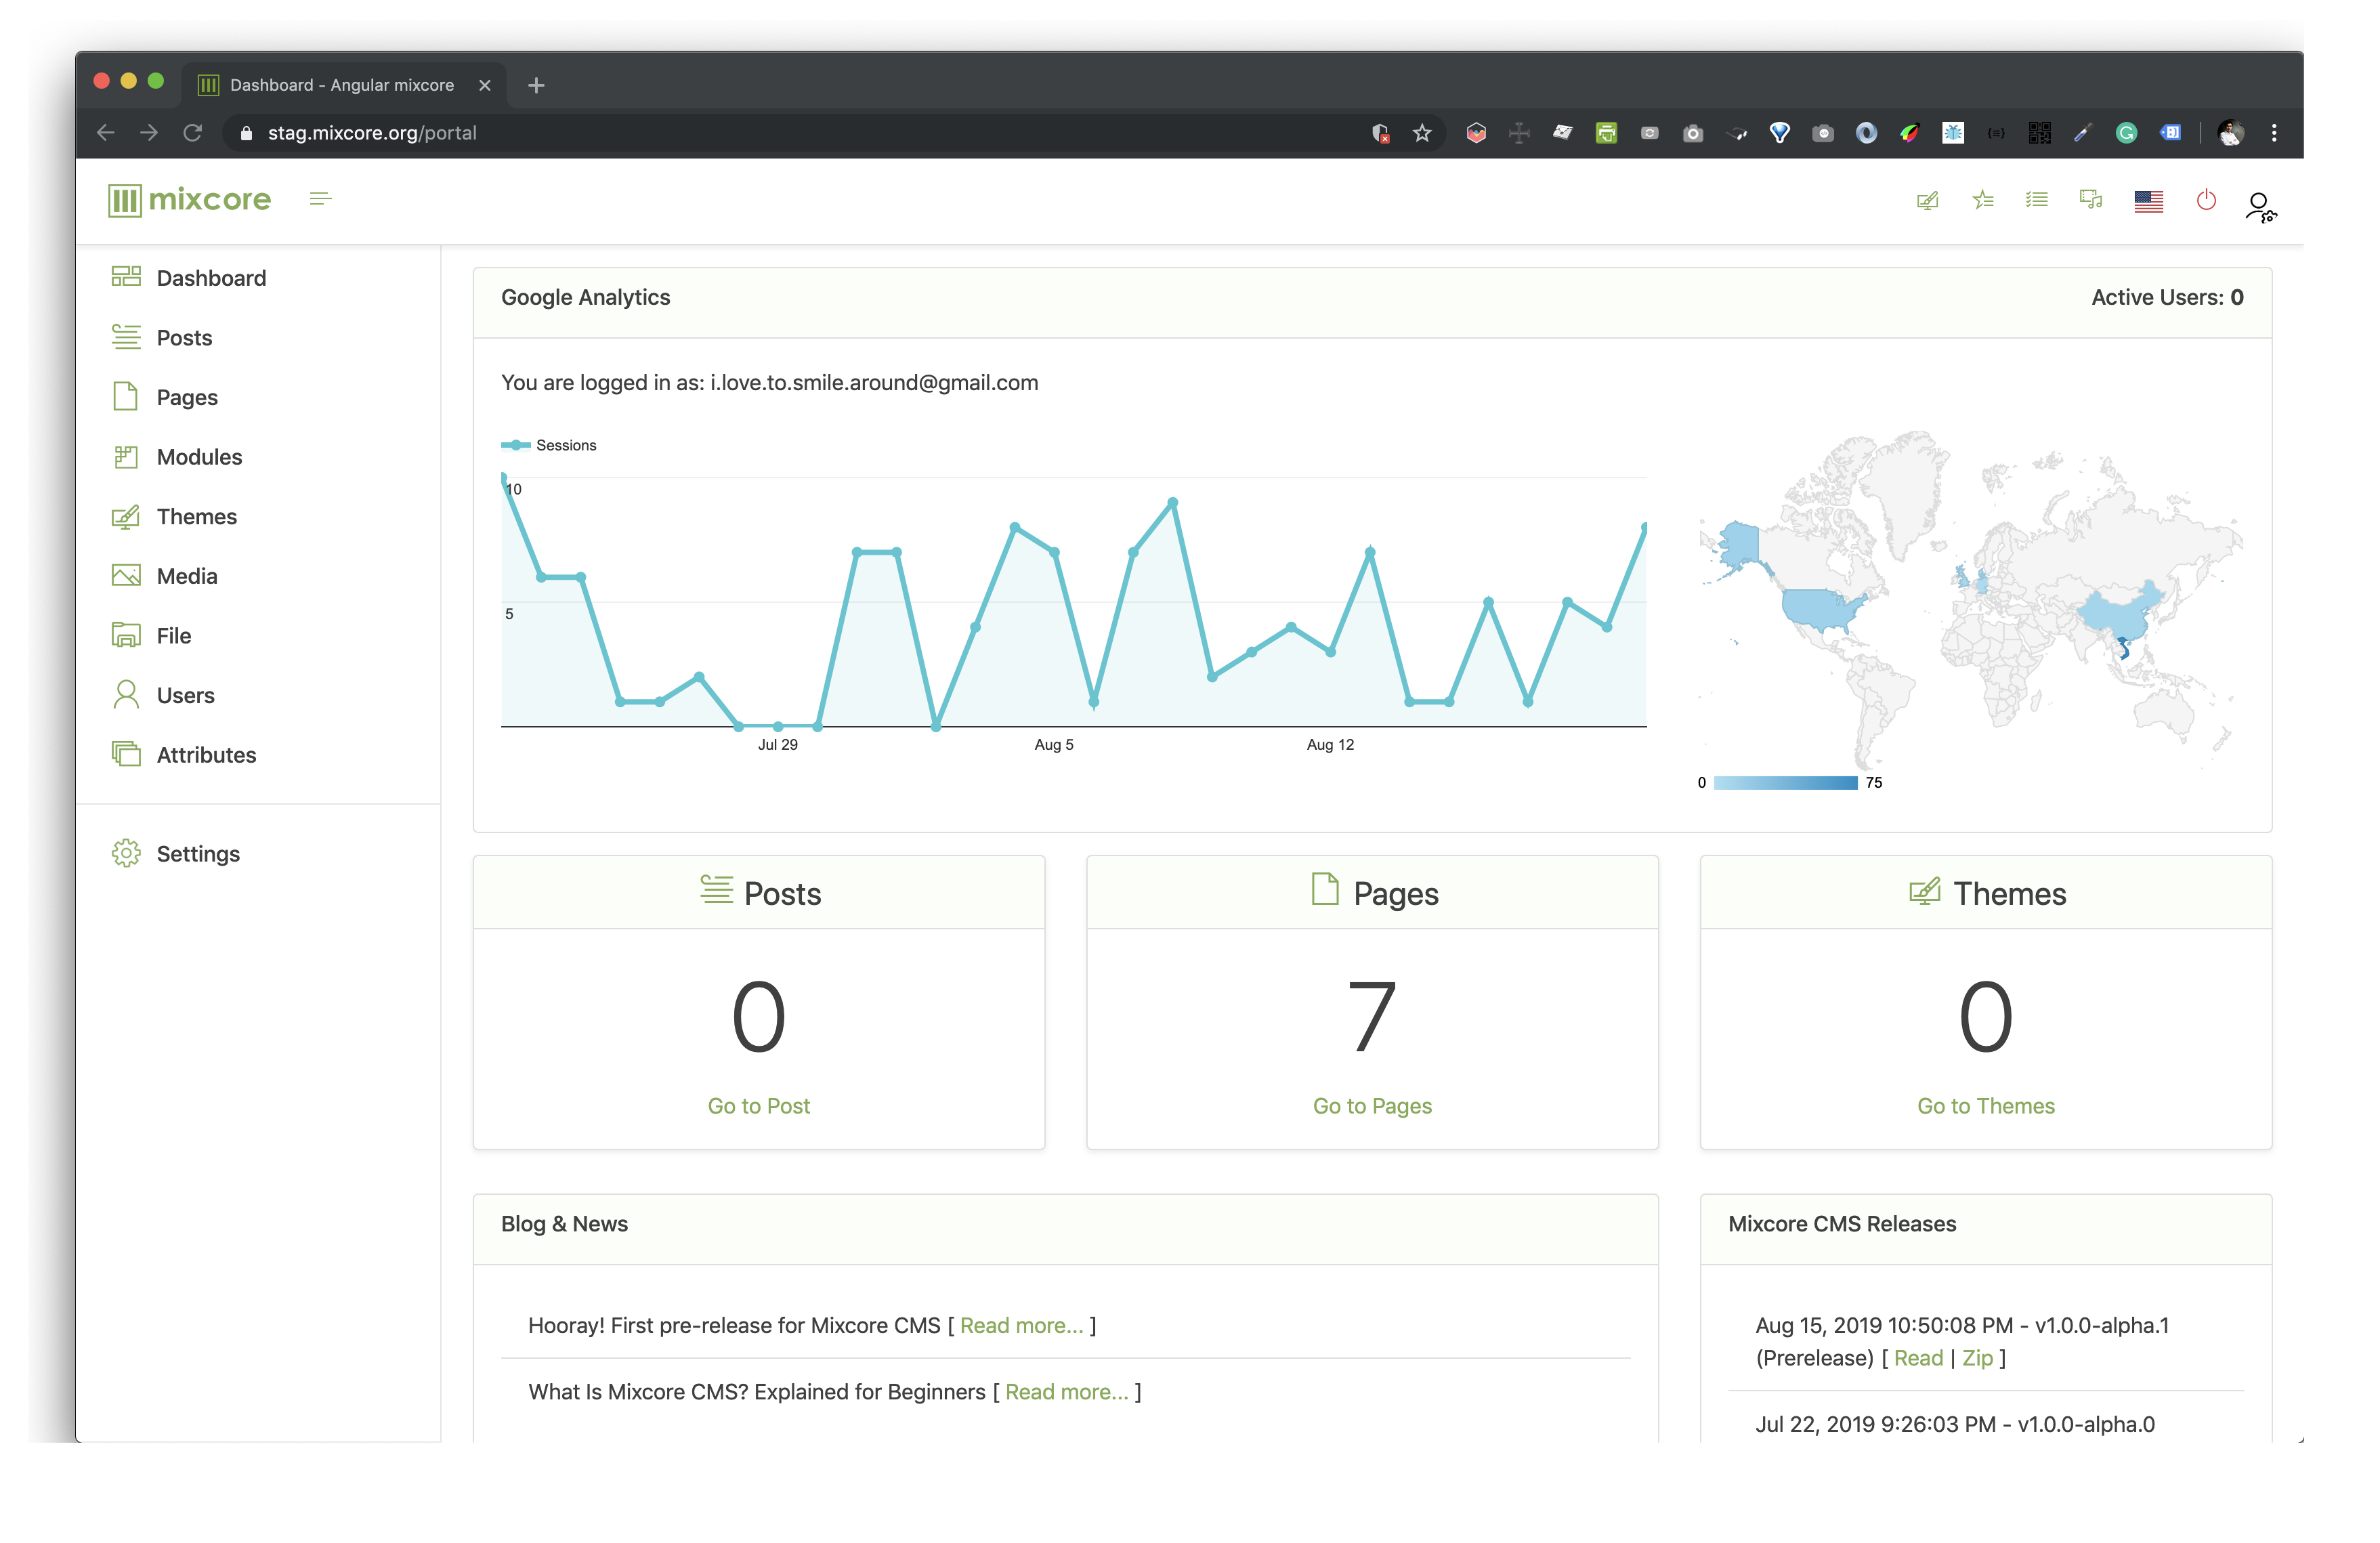 Dashboard - Angular mixcore
stag.mixcore.org/portal
mixcore
Dashboard
Posts
Pages
Modules
Themes
Media
File
Users
Attributes
Settings
Google Analytics
Active Users: 0
You are logged in as: i.love.to.smile.around@gmail.com
Sessions
10
5
Jul 29
Aug 5
Aug 12
0
75
Posts
0
Go to Post
Pages
7
Go to Pages
Themes
0
Go to Themes
Blog & News
Hooray! First pre-release for Mixcore CMS [ Read more... ]
What Is Mixcore CMS? Explained for Beginners [ Read more... ]
Mixcore CMS Releases
Aug 15, 2019 10:50:08 PM - v1.0.0-alpha.1
(Prerelease) [ Read | Zip ]
Jul 22, 2019 9:26:03 PM - v1.0.0-alpha.0